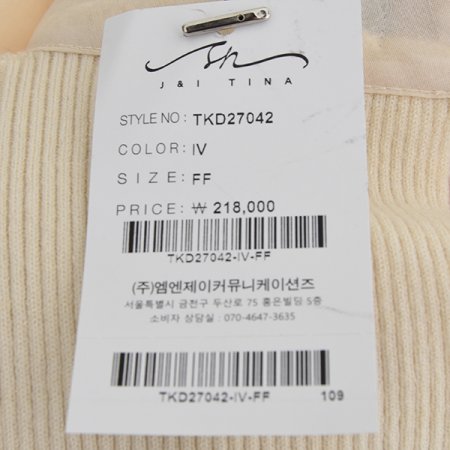 J & I TINA
STYLE NO : TKD27042
COLOR: IV
SIZE: FF
PRICE: ₩ 218,000
TKD27042-IV-FF
(주)엠엔제이커뮤니케이션즈
서울특별시 금천구 두산로 75 홍은빌딩 5층
소비자 상담실 : 070-4647-3635
TKD27042-IV-FF 109